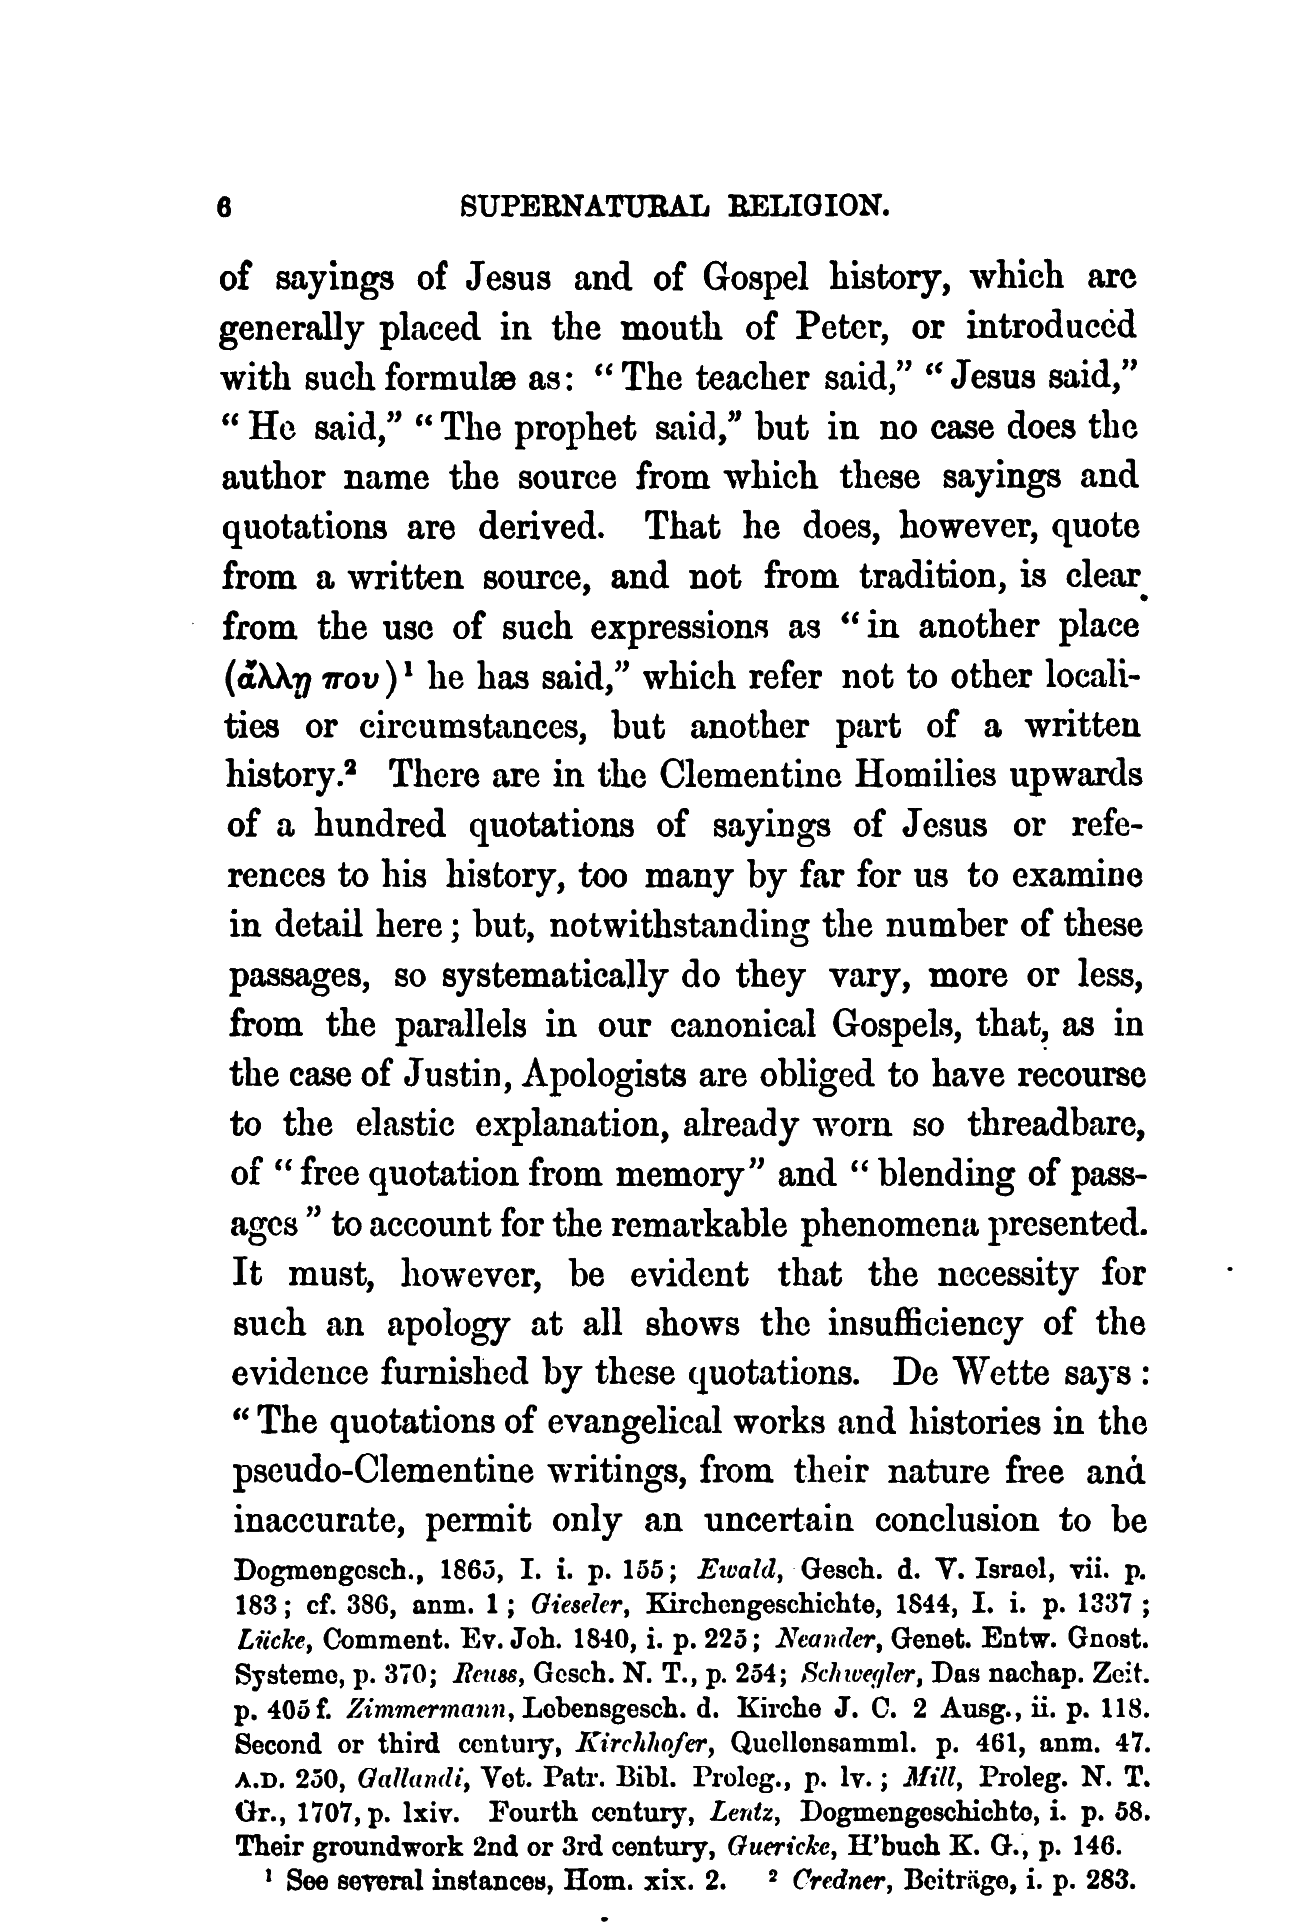 6 SUPERNATURAL RELIGION.
of sayings of Jesus and of Gospel history, which are
generally placed in the mouth of Peter, or introduced
with such formulæ as: “The teacher said,” “Jesus said,”
“He said,” “The prophet said,” but in no case does the
author name the source from which these sayings and
quotations are derived. That he does, however, quote
from a written source, and not from tradition, is clear
from the use of such expressions as “in another place
(ἄλλῃ που)¹ he has said,” which refer not to other locali-
ties or circumstances, but another part of a written
history.² There are in the Clementine Homilies upwards
of a hundred quotations of sayings of Jesus or refe-
rences to his history, too many by far for us to examine
in detail here; but, notwithstanding the number of these
passages, so systematically do they vary, more or less,
from the parallels in our canonical Gospels, that, as in
the case of Justin, Apologists are obliged to have recourse
to the elastic explanation, already worn so threadbare,
of “free quotation from memory” and “blending of pass-
ages” to account for the remarkable phenomena presented.
It must, however, be evident that the necessity for
such an apology at all shows the insufficiency of the
evidence furnished by these quotations. De Wette says:
“The quotations of evangelical works and histories in the
pseudo-Clementine writings, from their nature free and
inaccurate, permit only an uncertain conclusion to be
Dogmengesch., 1865, I. i. p. 155; Ewald, Gesch. d. V. Israel, vii. p.
183; cf. 386, anm. 1; Gieseler, Kirchengeschichte, 1844, I. i. p. 1337;
Lücke, Comment. Ev. Joh. 1840, i. p. 225; Neander, Genet. Entw. Gnost.
Systeme, p. 370; Reuss, Gesch. N. T., p. 254; Schwegler, Das nachap. Zeit.
p. 405 f. Zimmermann, Lebensgesch. d. Kirche J. C. 2 Ausg., ii. p. 118.
Second or third century, Kirchhofer, Quellensamml. p. 461, anm. 47.
A.D. 250, Gallandi, Vet. Patr. Bibl. Proleg., p. lv.; Mill, Proleg. N. T.
Gr., 1707, p. lxiv. Fourth century, Lentz, Dogmengeschichte, i. p. 58.
Their groundwork 2nd or 3rd century, Guericke, H’buch K. G., p. 146.
¹ See several instances, Hom. xix. 2. ² Credner, Beiträge, i. p. 283.